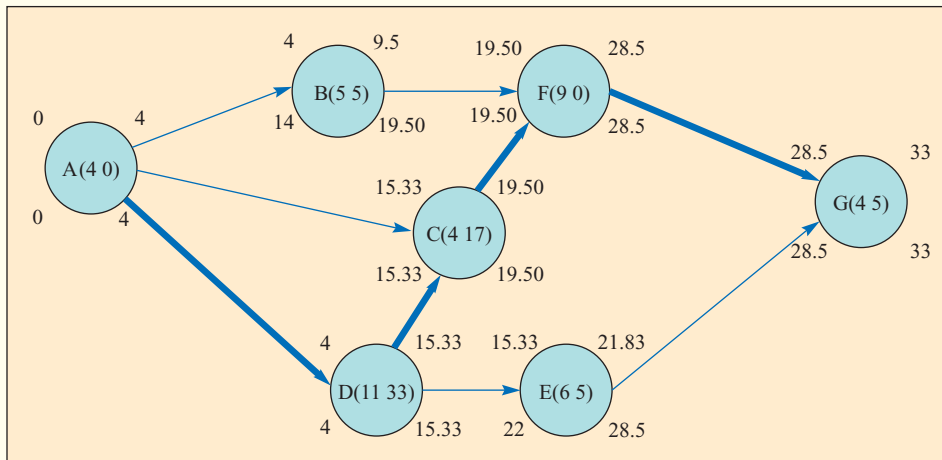 4 9.5 19.50 28.5
B(5 5) F(9 0)
0 4 14 19.50 19.50 28.5
A(4 0)
0 4
28.5 33
G(4 5)
28.5 33
15.33 19.50
C(4 17)
15.33 19.50
4 15.33 15.33 21.83
D(11 33) E(6 5)
4 15.33 22 28.5